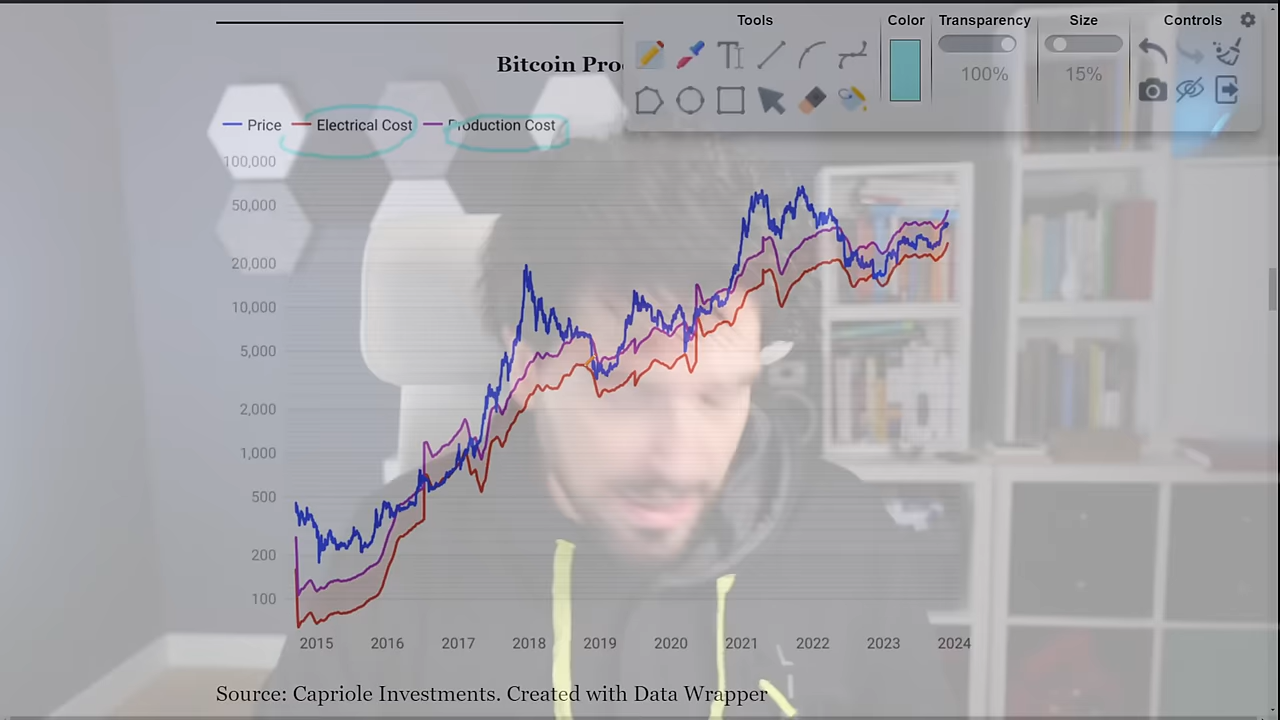 Tools Color Transparency Size Controls
Bitcoin
100% 15%
Price Electrical Cost Production Cost
100,000
50,000
20,000
10,000
5,000
2,000
1,000
500
200
100
2015 2016 2017 2018 2019 2020 2021 2022 2023 2024
Source: Capriole Investments. Created with Data Wrapper